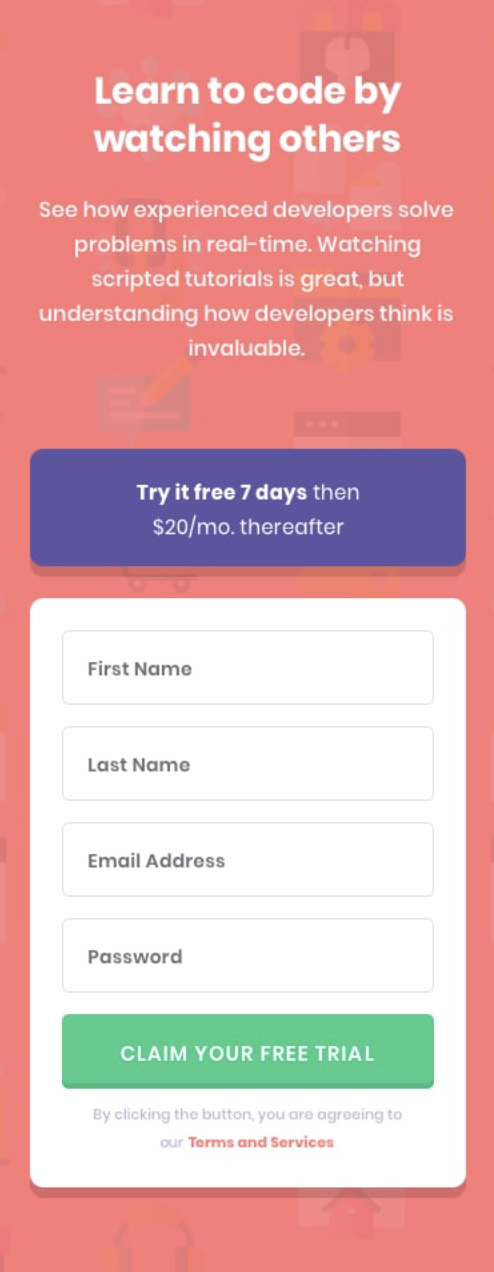 Learn to code by
watching others
See how experienced developers solve
problems in real-time. Watching
scripted tutorials is great, but
understanding how developers think is
invaluable.
Try it free 7 days then
$20/mo. thereafter
First Name
Last Name
Email Address
Password
CLAIM YOUR FREE TRIAL
By clicking the button, you are agreeing to
our Terms and Services